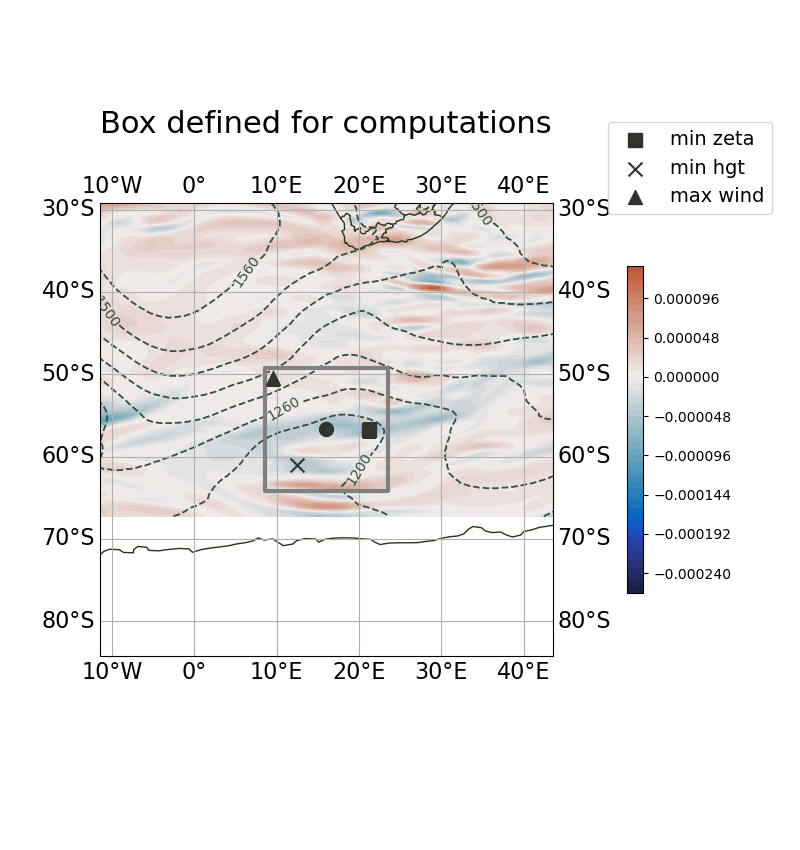 Box defined for computations
min zeta
min hgt
max wind
10°W 0° 10°E 20°E 30°E 40°E
30°S 30°S
500
1560
40°S 40°S
1500
50°S 50°S
1260
60°S 60°S
1200
70°S 70°S
80°S 80°S
10°W 0° 10°E 20°E 30°E 40°E
0.000096
0.000048
0.000000
−0.000048
−0.000096
−0.000144
−0.000192
−0.000240